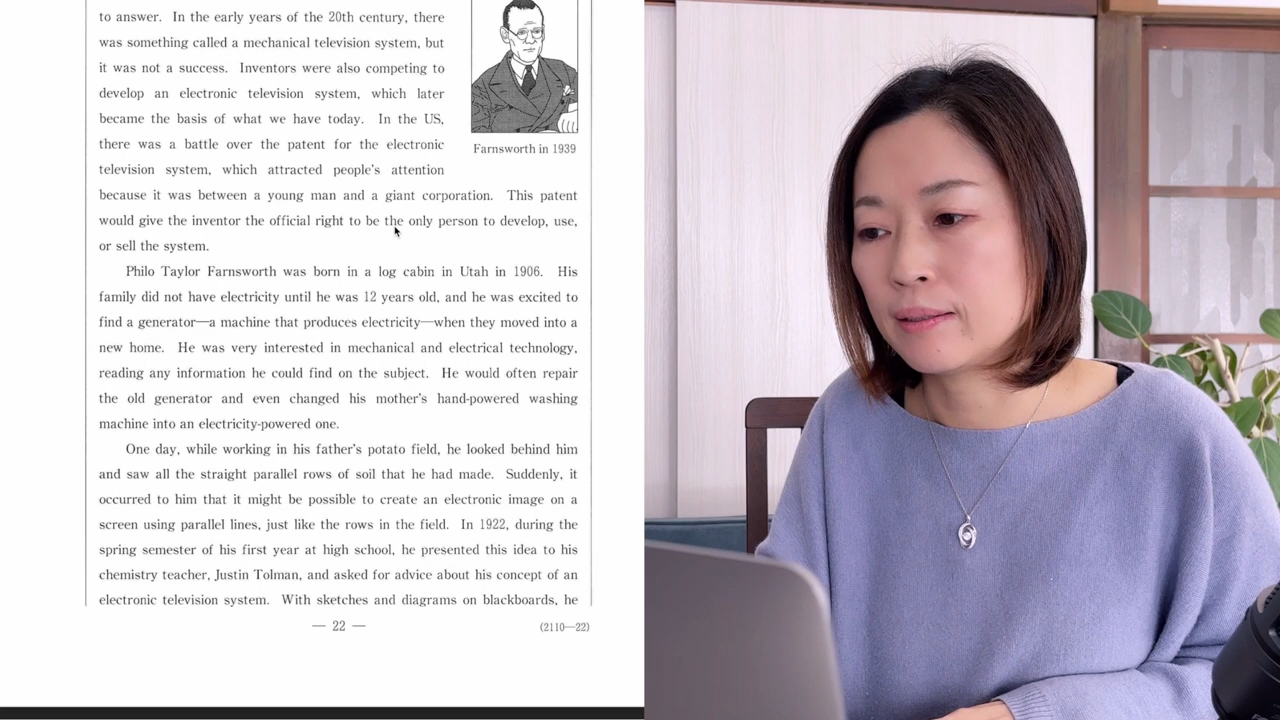 to answer. In the early years of the 20th century, there
was something called a mechanical television system, but
it was not a success. Inventors were also competing to
develop an electronic television system, which later
became the basis of what we have today. In the US,
there was a battle over the patent for the electronic
television system, which attracted people's attention
because it was between a young man and a giant corporation. This patent
would give the inventor the official right to be the only person to develop, use,
or sell the system.
Farnsworth in 1939
Philo Taylor Farnsworth was born in a log cabin in Utah in 1906. His
family did not have electricity until he was 12 years old, and he was excited to
find a generator—a machine that produces electricity—when they moved into a
new home. He was very interested in mechanical and electrical technology,
reading any information he could find on the subject. He would often repair
the old generator and even changed his mother's hand-powered washing
machine into an electricity-powered one.
One day, while working in his father's potato field, he looked behind him
and saw all the straight parallel rows of soil that he had made. Suddenly, it
occurred to him that it might be possible to create an electronic image on a
screen using parallel lines, just like the rows in the field. In 1922, during the
spring semester of his first year at high school, he presented this idea to his
chemistry teacher, Justin Tolman, and asked for advice about his concept of an
electronic television system. With sketches and diagrams on blackboards, he
— 22 —
(2110—22)